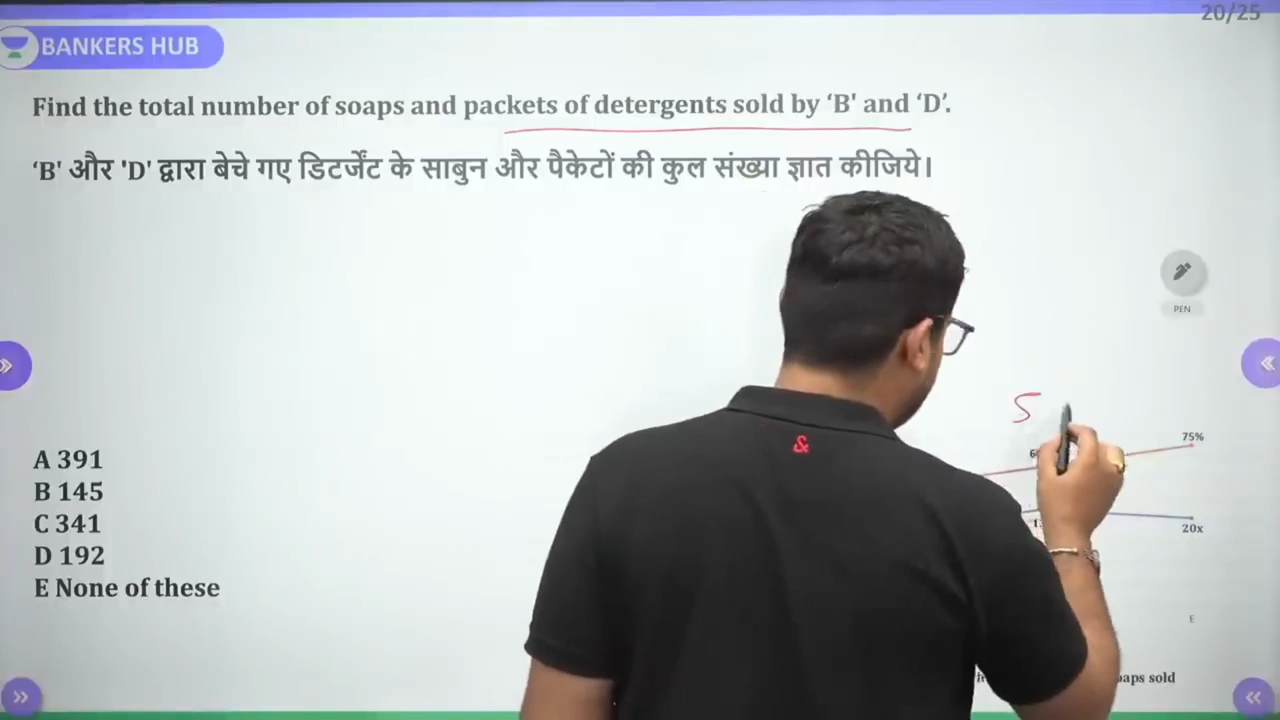 20/25
BANKERS HUB
Find the total number of soaps and packets of detergents sold by ‘B' and ‘D’.
‘B' और 'D' द्वारा बेचे गए डिटर्जेंट के साबुन और पैकेटों की कुल संख्या ज्ञात कीजिये।
PEN
5
75%
20x
A 391
B 145
C 341
D 192
E None of these
E
sold